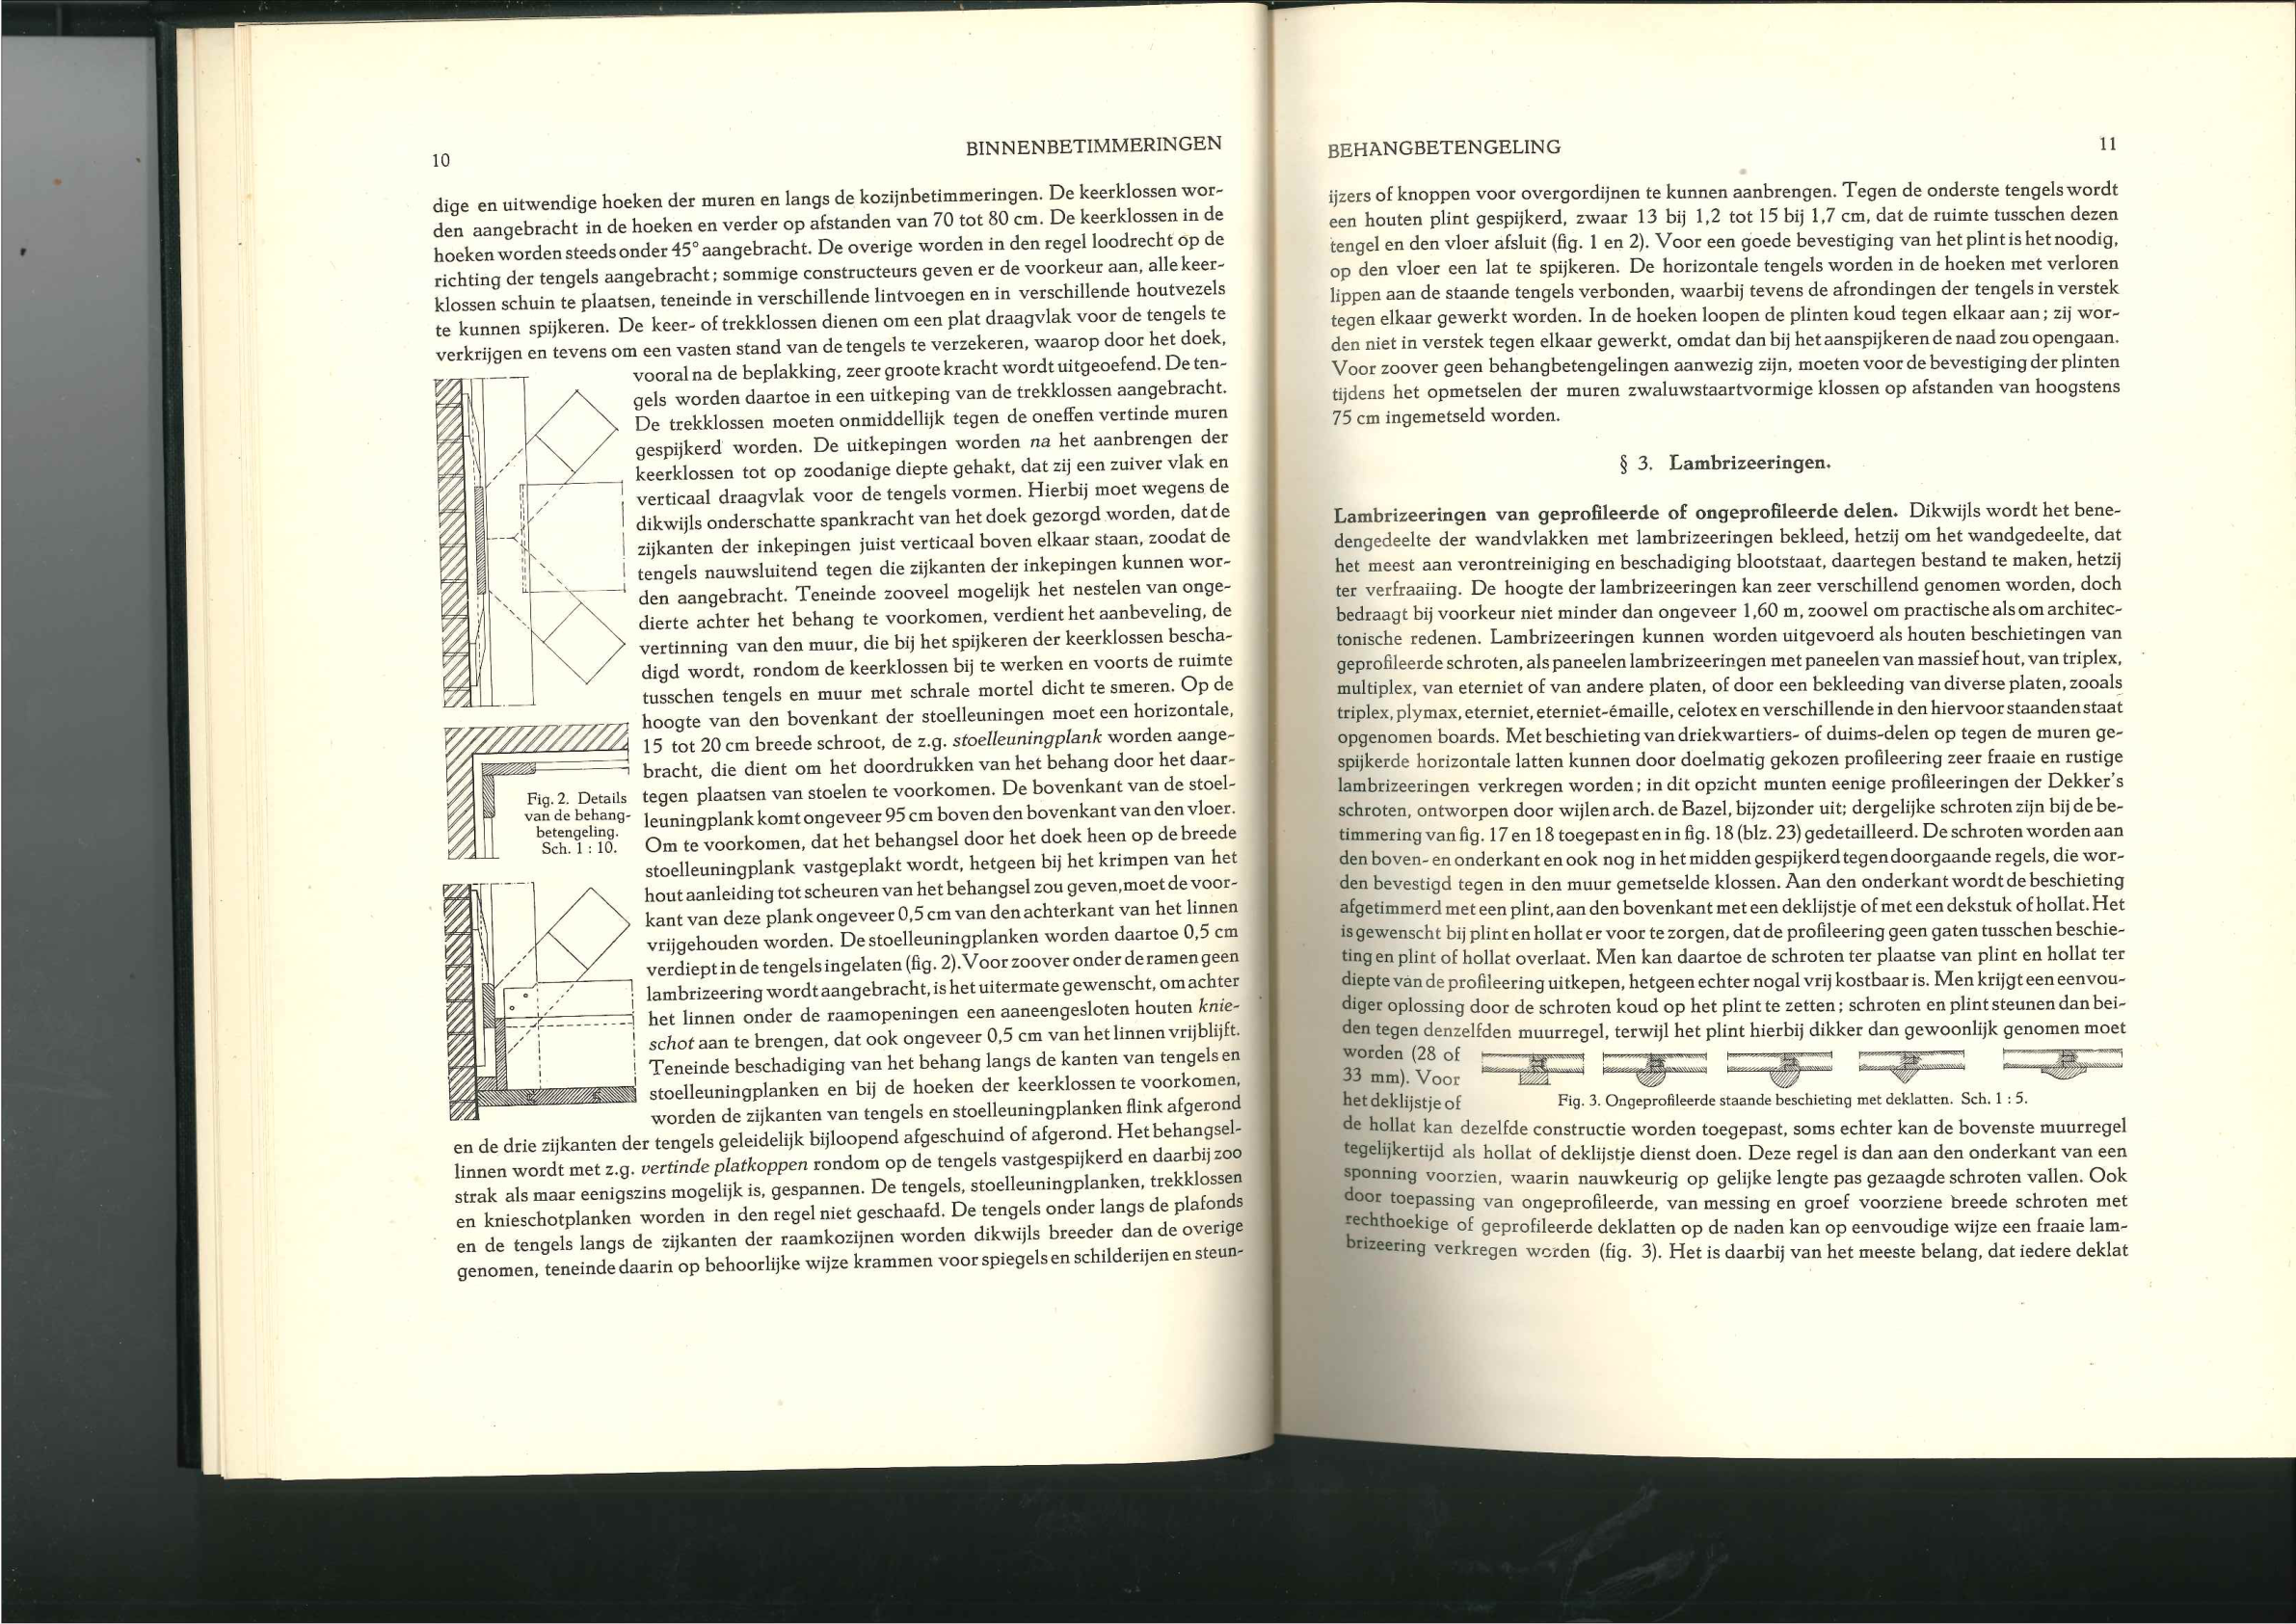 10
BINNENBETIMMERINGEN
dige en uitwendige hoeken der muren en langs de kozijnbetimmeringen. De keerklossen wor-
den aangebracht in de hoeken en verder op afstanden van 70 tot 80 cm. De keerklossen in de
hoeken worden steeds onder 45° aangebracht. De overige worden in den regel loodrecht op de
richting der tengels aangebracht; sommige constructeurs geven er de voorkeur aan, alle keer-
klossen schuin te plaatsen, teneinde in verschillende lintvoegen en in verschillende houtvezels
te kunnen spijkeren. De keer- of trekklossen dienen om een plat draagvlak voor de tengels te
verkrijgen en tevens om een vasten stand van de tengels te verzekeren, waarop door het doek,
vooral na de beplakking, zeer groote kracht wordt uitgeoefend. De ten-
gels worden daartoe in een uitkeping van de trekklossen aangebracht.
De trekklossen moeten onmiddellijk tegen de oneffen vertinde muren
gespijkerd worden. De uitkepingen worden na het aanbrengen der
keerklossen tot op zoodanige diepte gehakt, dat zij een zuiver vlak en
verticaal draagvlak voor de tengels vormen. Hierbij moet wegens de
dikwijls onderschatte spankracht van het doek gezorgd worden, dat de
zijkanten der inkepingen juist verticaal boven elkaar staan, zoodat de
tengels nauwsluitend tegen die zijkanten der inkepingen kunnen wor-
den aangebracht. Teneinde zooveel mogelijk het nestelen van onge-
dierte achter het behang te voorkomen, verdient het aanbeveling, de
vertinning van den muur, die bij het spijkeren der keerklossen bescha-
digd wordt, rondom de keerklossen bij te werken en voorts de ruimte
tusschen tengels en muur met schrale mortel dicht te smeren. Op de
hoogte van den bovenkant der stoelleuningen moet een horizontale,
15 tot 20 cm breede schroot, de z.g. stoelleuningplank worden aange-
bracht, die dient om het doordrukken van het behang door het daar-
tegen plaatsen van stoelen te voorkomen. De bovenkant van de stoel-
leuningplank komt ongeveer 95 cm boven den bovenkant van den vloer.
Om te voorkomen, dat het behangsel door het doek heen op de breede
stoelleuningplank vastgeplakt wordt, hetgeen bij het krimpen van het
hout aanleiding tot scheuren van het behangsel zou geven, moet de voor-
kant van deze plank ongeveer 0,5 cm van den achterkant van het linnen
vrijgehouden worden. De stoelleuningplanken worden daartoe 0,5 cm
verdiept in de tengels ingelaten (fig. 2). Voor zoover onder de ramen geen
lambrizeering wordt aangebracht, is het uitermate gewenscht, om achter
het linnen onder de raamopeningen een aaneengesloten houten knie-
schot aan te brengen, dat ook ongeveer 0,5 cm van het linnen vrijblijft.
Teneinde beschadiging van het behang langs de kanten van tengels en
stoelleuningplanken en bij de hoeken der keerklossen te voorkomen,
worden de zijkanten van tengels en stoelleuningplanken flink afgerond
en de drie zijkanten der tengels geleidelijk bijloopend afgeschuind of afgerond. Het behangsel-
linnen wordt met z.g. vertinde platkoppen rondom op de tengels vastgespijkerd en daarbij zoo
strak als maar eenigszins mogelijk is, gespannen. De tengels, stoelleuningplanken, trekklossen
en knieschotplanken worden in den regel niet geschaafd. De tengels onder langs de plafonds
en de tengels langs de zijkanten der raamkozijnen worden dikwijls breeder dan de overige
genomen, teneinde daarin op behoorlijke wijze krammen voor spiegels en schilderijen en steun-
Fig. 2. Details
van de behang-
betengeling.
Sch. 1 : 10.
BEHANGBETENGELING
11
ijzers of knoppen voor overgordijnen te kunnen aanbrengen. Tegen de onderste tengels wordt
een houten plint gespijkerd, zwaar 13 bij 1,2 tot 15 bij 1,7 cm, dat de ruimte tusschen dezen
tengel en den vloer afsluit (fig. 1 en 2). Voor een goede bevestiging van het plint is het noodig,
op den vloer een lat te spijkeren. De horizontale tengels worden in de hoeken met verloren
lippen aan de staande tengels verbonden, waarbij tevens de afrondingen der tengels in verstek
tegen elkaar gewerkt worden. In de hoeken loopen de plinten koud tegen elkaar aan; zij wor-
den niet in verstek tegen elkaar gewerkt, omdat dan bij het aanspijkeren de naad zou opengaan.
Voor zoover geen behangbetengelingen aanwezig zijn, moeten voor de bevestiging der plinten
tijdens het opmetselen der muren zwaluwstaartvormige klossen op afstanden van hoogstens
75 cm ingemetseld worden.
§ 3. Lambrizeeringen.
Lambrizeeringen van geprofileerde of ongeprofileerde delen. Dikwijls wordt het bene-
dengedeelte der wandvlakken met lambrizeeringen bekleed, hetzij om het wandgedeelte, dat
het meest aan verontreiniging en beschadiging blootstaat, daartegen bestand te maken, hetzij
ter verfraaiing. De hoogte der lambrizeeringen kan zeer verschillend genomen worden, doch
bedraagt bij voorkeur niet minder dan ongeveer 1,60 m, zoowel om practische als om architec-
tonische redenen. Lambrizeeringen kunnen worden uitgevoerd als houten beschietingen van
geprofileerde schroten, als paneelen lambrizeeringen met paneelen van massief hout, van triplex,
multiplex, van eterniet of van andere platen, of door een bekleeding van diverse platen, zooals
triplex, plymax, eterniet, eterniet-émaille, celotex en verschillende in den hiervoor staanden staat
opgenomen boards. Met beschieting van driekwartiers- of duims-delen op tegen de muren ge-
spijkerde horizontale latten kunnen door doelmatig gekozen profileering zeer fraaie en rustige
lambrizeeringen verkregen worden; in dit opzicht munten eenige profileeringen der Dekker's
schroten, ontworpen door wijlen arch. de Bazel, bijzonder uit; dergelijke schroten zijn bij de be-
timmering van fig. 17 en 18 toegepast en in fig. 18 (blz. 23) gedetailleerd. De schroten worden aan
den boven- en onderkant en ook nog in het midden gespijkerd tegen doorgaande regels, die wor-
den bevestigd tegen in den muur gemetselde klossen. Aan den onderkant wordt de beschieting
afgetimmerd met een plint, aan den bovenkant met een deklijstje of met een dekstuk of hollat. Het
is gewenscht bij plint en hollat er voor te zorgen, dat de profileering geen gaten tusschen beschie-
ting en plint of hollat overlaat. Men kan daartoe de schroten ter plaatse van plint en hollat ter
diepte van de profileering uitkepen, hetgeen echter nogal vrij kostbaar is. Men krijgt een eenvou-
diger oplossing door de schroten koud op het plint te zetten; schroten en plint steunen dan bei-
den tegen denzelfden muurregel, terwijl het plint hierbij dikker dan gewoonlijk genomen moet
worden (28 of
33 mm). Voor
het deklijstje of
Fig. 3. Ongeprofileerde staande beschieting met deklatten. Sch. 1 : 5.
de hollat kan dezelfde constructie worden toegepast, soms echter kan de bovenste muurregel
tegelijkertijd als hollat of deklijstje dienst doen. Deze regel is dan aan den onderkant van een
sponning voorzien, waarin nauwkeurig op gelijke lengte pas gezaagde schroten vallen. Ook
door toepassing van ongeprofileerde, van messing en groef voorziene breede schroten met
rechthoekige of geprofileerde deklatten op de naden kan op eenvoudige wijze een fraaie lam-
brizeering verkregen worden (fig. 3). Het is daarbij van het meeste belang, dat iedere deklat